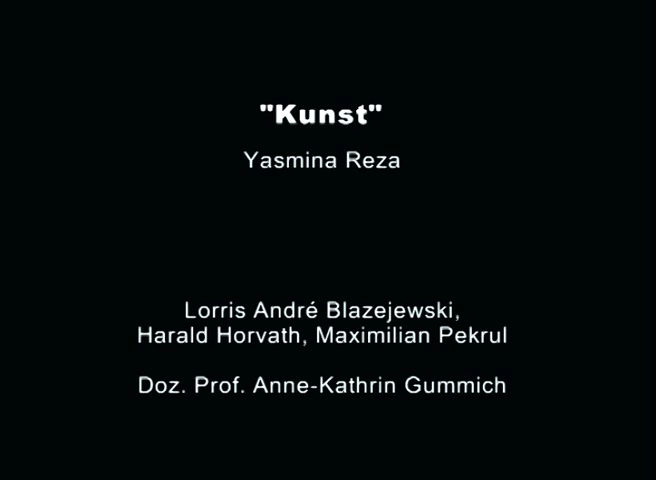 "Kunst"
Yasmina Reza
Lorris André Blazejewski,
Harald Horvath, Maximilian Pekrul
Doz. Prof. Anne-Kathrin Gummich